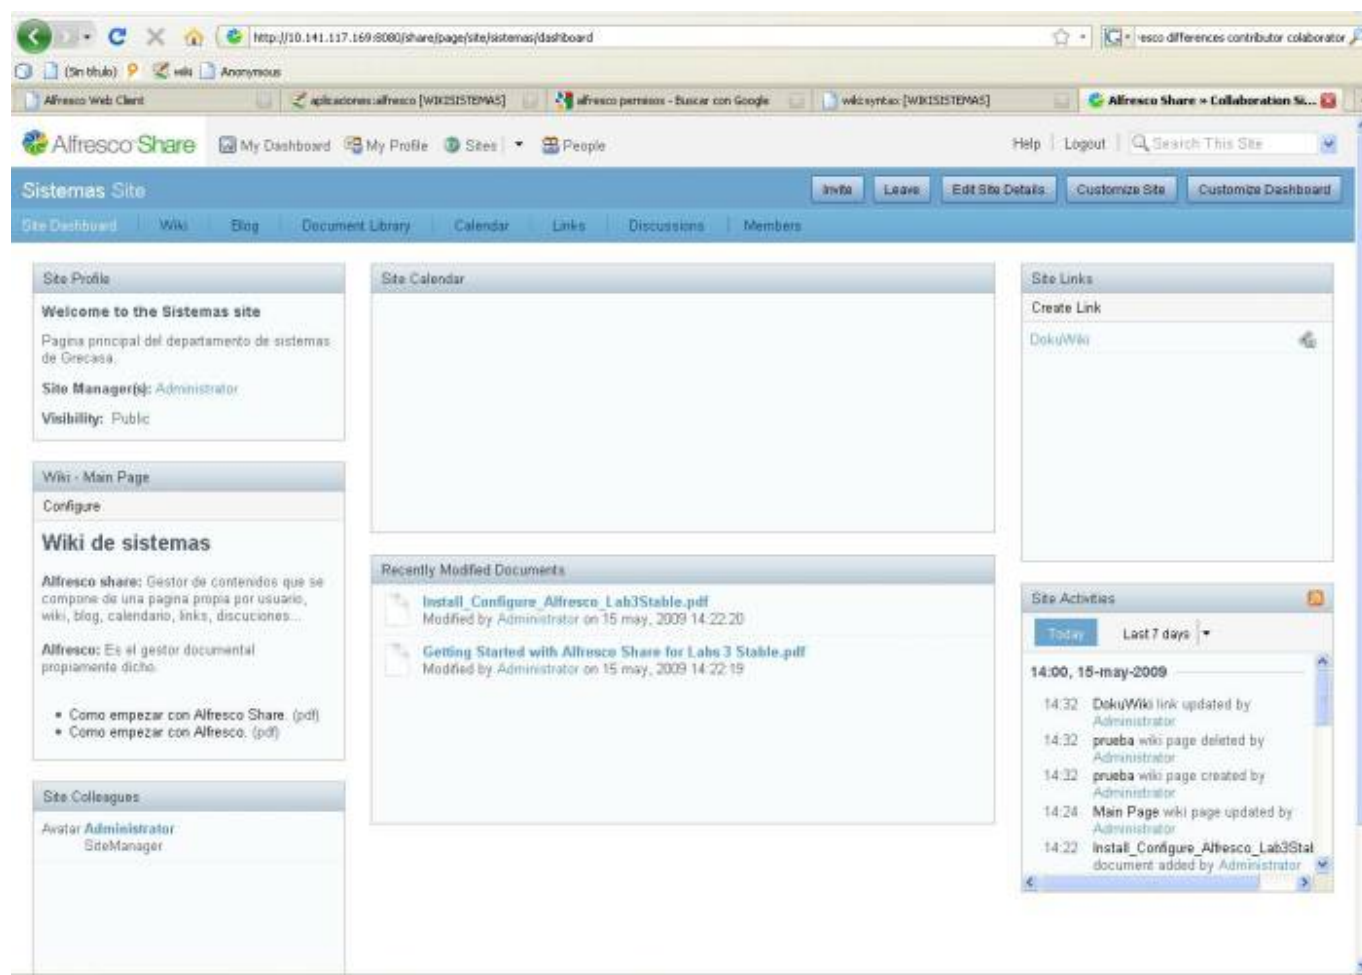 http://10.141.117.169:8080/share/page/site/sistemas/dashboard
esco differences contributor colaborator
(Sin título) wiki Anonymous
Alfresco Web Client
aplicaciones:alfresco [WIKISISTEMAS]
alfresco permisos - Buscar con Google
wiki:syntax [WIKISISTEMAS]
Alfresco Share » Collaboration Si...
Alfresco Share My Dashboard My Profile Sites People
Help Logout Search This Site
Sistemas Site
Invite Leave Edit Site Details Customize Site Customize Dashboard
Site Dashboard Wiki Blog Document Library Calendar Links Discussions Members
Site Profile
Welcome to the Sistemas site
Pagina principal del departamento de sistemas
de Grecasa.
Site Manager(s): Administrator
Visibility: Public
Wiki - Main Page
Configure
Wiki de sistemas
Alfresco share: Gestor de contenidos que se
compone de una pagina propia por usuario,
wiki, blog, calendario, links, discuciones...
Alfresco: Es el gestor documental
propiamente dicho.
• Como empezar con Alfresco Share. (pdf)
• Como empezar con Alfresco. (pdf)
Site Colleagues
Avatar Administrator
SiteManager
Site Calendar
Recently Modified Documents
Install_Configure_Alfresco_Lab3Stable.pdf
Modified by Administrator on 15 may, 2009 14:22:20
Getting Started with Alfresco Share for Labs 3 Stable.pdf
Modified by Administrator on 15 may, 2009 14:22:19
Site Links
Create Link
DokuWiki
Site Activities
Today Last 7 days
14:00, 15-may-2009
14:32 DokuWiki link updated by
Administrator
14:32 prueba wiki page deleted by
Administrator
14:32 prueba wiki page created by
Administrator
14:24 Main Page wiki page updated by
Administrator
14:22 Install_Configure_Alfresco_Lab3Stal
document added by Administrator